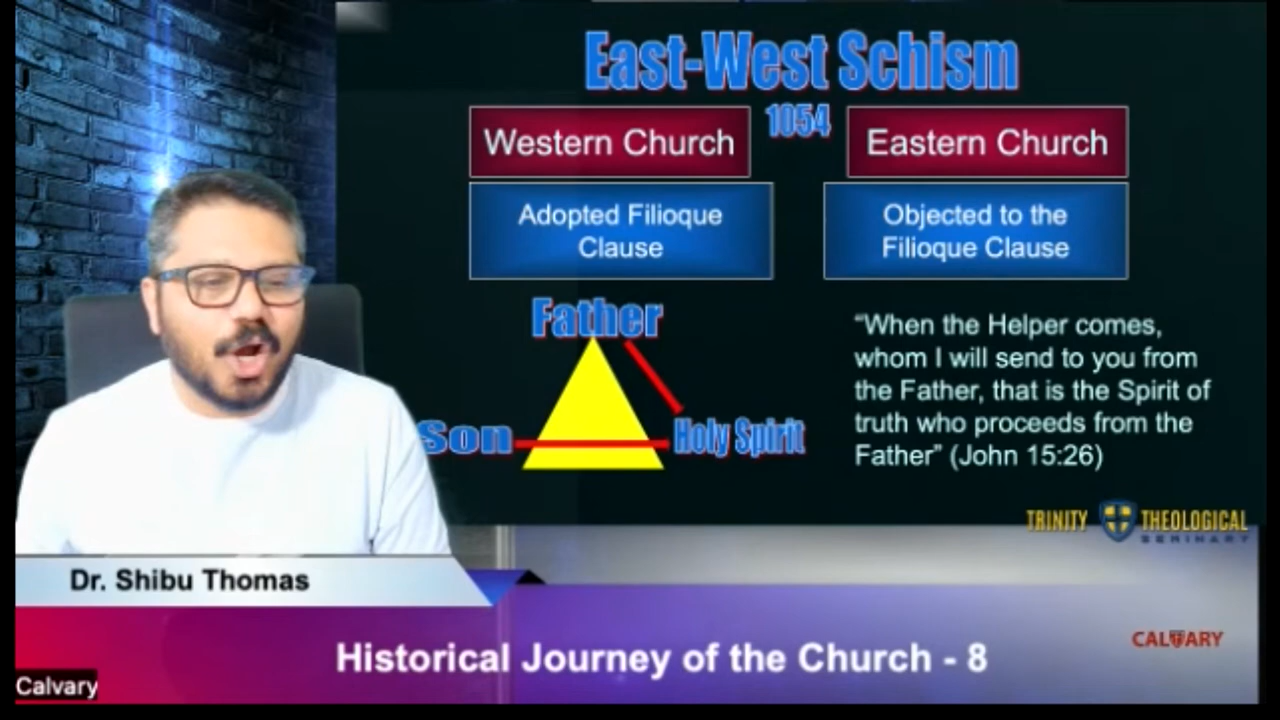 East-West Schism
1054
Western Church
Eastern Church
Adopted Filioque
Clause
Objected to the
Filioque Clause
Father
Son
Holy Spirit
“When the Helper comes,
whom I will send to you from
the Father, that is the Spirit of
truth who proceeds from the
Father” (John 15:26)
TRINITY THEOLOGICAL
SEMINARY
Dr. Shibu Thomas
CALVARY
Historical Journey of the Church - 8
Calvary